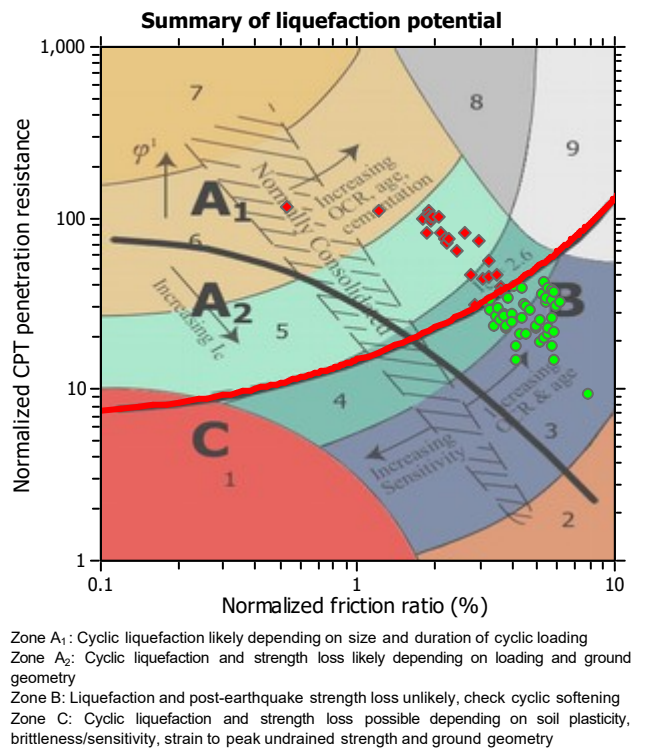 Summary of liquefaction potential
Normalized CPT penetration resistance
1,000
100
10
1
7
8
9
φ'
A1
Increasing
OCR, age,
cementation
Normally Consolidated
6
A2
Increasing Ic
5
2.6
B
4
Increasing
OCR & age
3
C
1
Increasing
Sensitivity
2
0.1
1
10
Normalized friction ratio (%)
Zone A1: Cyclic liquefaction likely depending on size and duration of cyclic loading
Zone A2: Cyclic liquefaction and strength loss likely depending on loading and ground
geometry
Zone B: Liquefaction and post-earthquake strength loss unlikely, check cyclic softening
Zone C: Cyclic liquefaction and strength loss possible depending on soil plasticity,
brittleness/sensitivity, strain to peak undrained strength and ground geometry